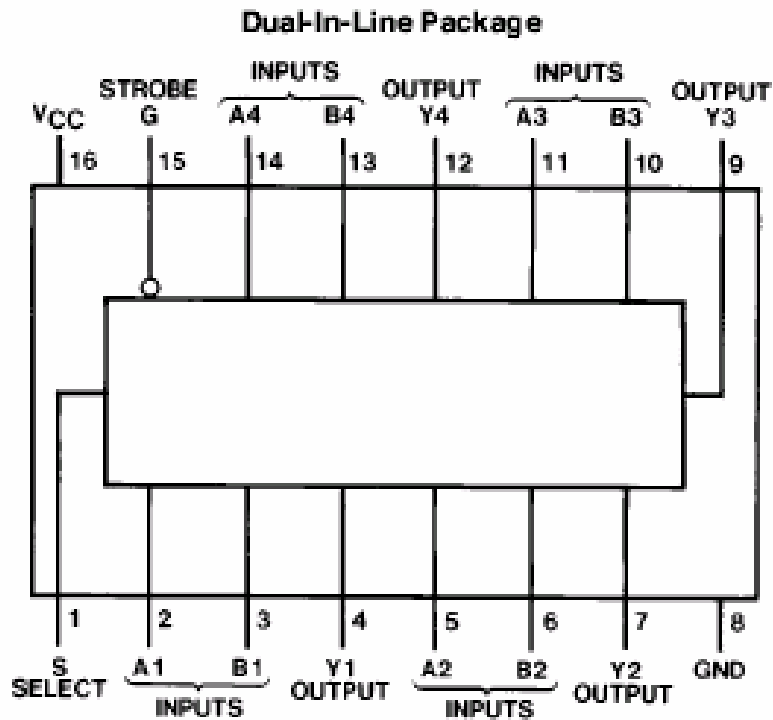 Dual-In-Line Package
INPUTS INPUTS
STROBE OUTPUT OUTPUT
VCC G A4 B4 Y4 A3 B3 Y3
16 15 14 13 12 11 10 9
1 2 3 4 5 6 7 8
S A1 B1 Y1 A2 B2 Y2 GND
SELECT INPUTS OUTPUT INPUTS OUTPUT